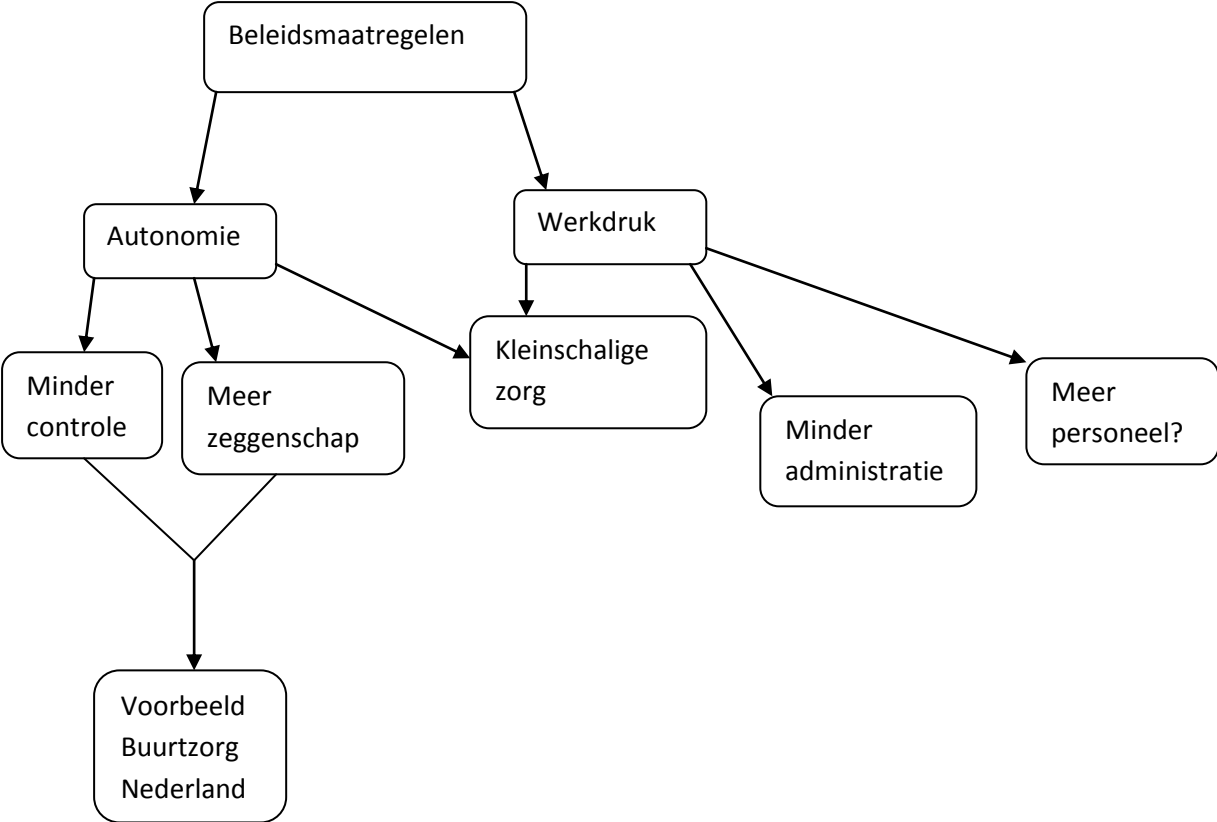 Beleidsmaatregelen
Autonomie
Werkdruk
Minder
controle
Meer
zeggenschap
Kleinschalige
zorg
Minder
administratie
Meer
personeel?
Voorbeeld
Buurtzorg
Nederland